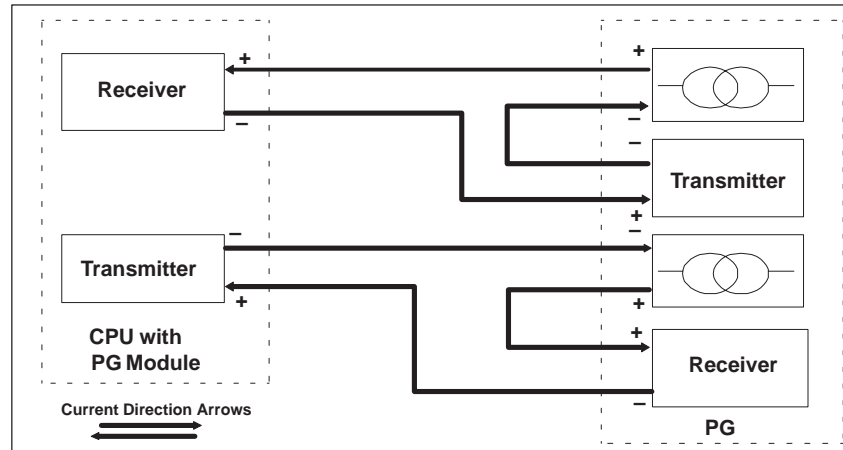 +
+
Receiver
−
−
−
Transmitter
+
−
−
Transmitter
+
+
+
CPU with
PG Module
Receiver
Current Direction Arrows
−
PG